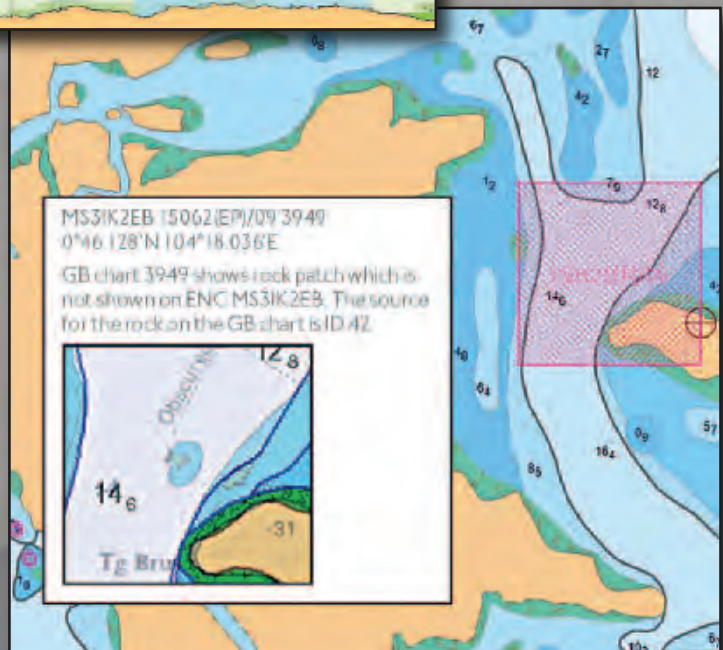 6₇
0₈
2₇
12
4₂
1₂
7₉
12₈
MS3IK2EB 15062(EP)/09 3949
0°46.128'N 104°18.036'E
GB chart 3949 shows rock patch which is
not shown on ENC MS3IK2EB. The source
for the rock on the GB chart is ID 42
14₆
4₈
6₄
5₇
0₉
16₄
8₅
12₈
Obscured
14₆
-31
Tg Bru